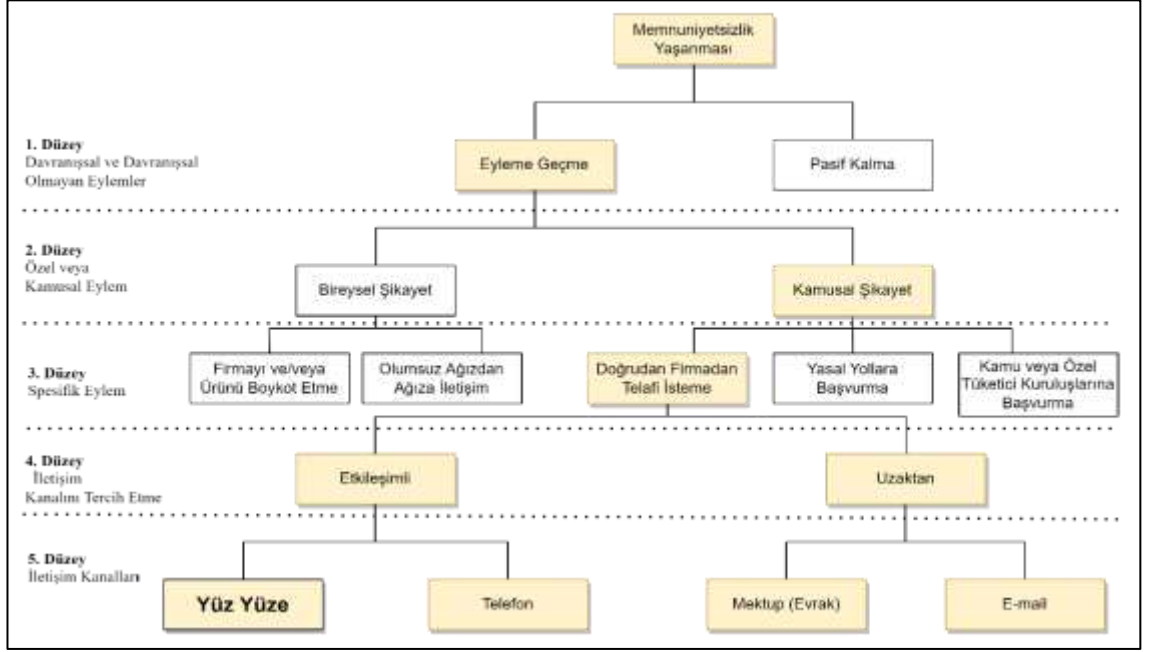 Memnuniyetsizlik
Yaşanması
1. Düzey
Davranışsal ve Davranışsal
Olmayan Eylemler
Eyleme Geçme
Pasif Kalma
2. Düzey
Özel veya
Kamusal Eylem
Bireysel Şikayet
Kamusal Şikayet
3. Düzey
Spesifik Eylem
Firmayı ve/veya
Ürünü Boykot Etme
Olumsuz Ağızdan
Ağıza İletişim
Doğrudan Firmadan
Telafi İsteme
Yasal Yollara
Başvurma
Kamu veya Özel
Tüketici Kuruluşlarına
Başvurma
4. Düzey
İletişim
Kanalını Tercih Etme
Etkileşimli
Uzaktan
5. Düzey
İletişim Kanalları
Yüz Yüze
Telefon
Mektup (Evrak)
E-mail